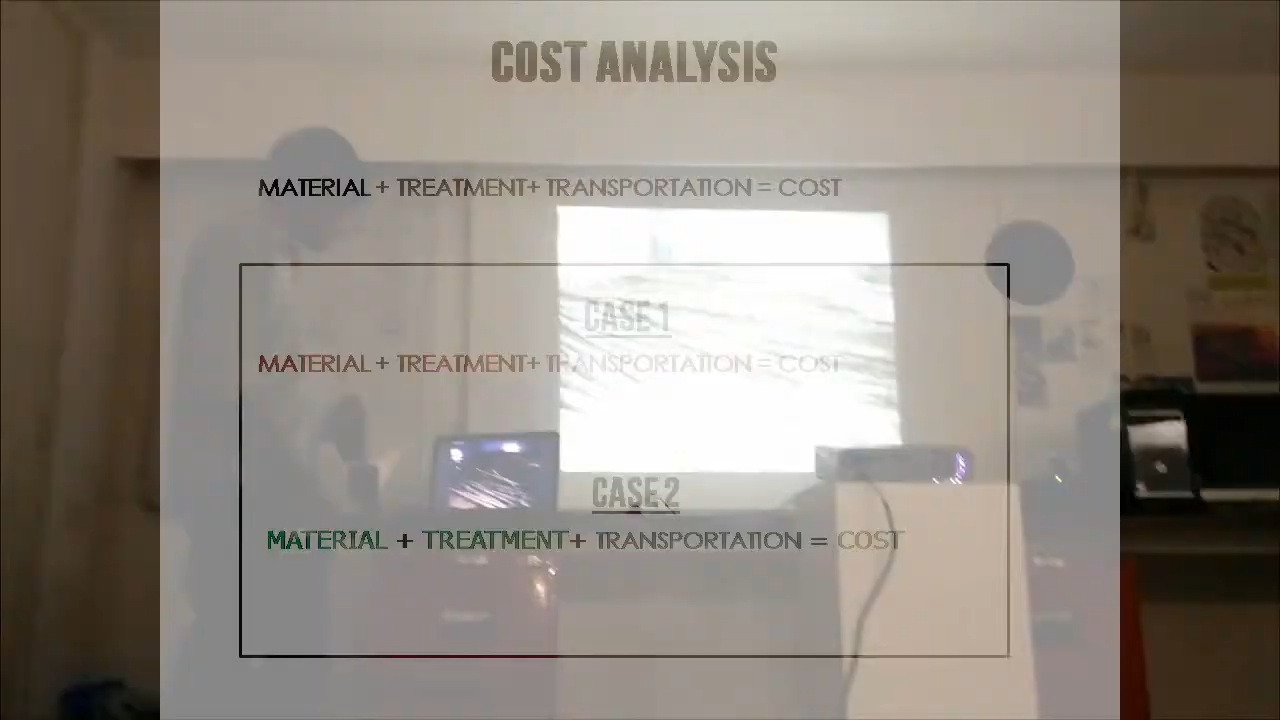 COST ANALYSIS
MATERIAL + TREATMENT+ TRANSPORTATION = COST
CASE 1
MATERIAL + TREATMENT+ TRANSPORTATION = COST
CASE 2
MATERIAL + TREATMENT+ TRANSPORTATION = COST